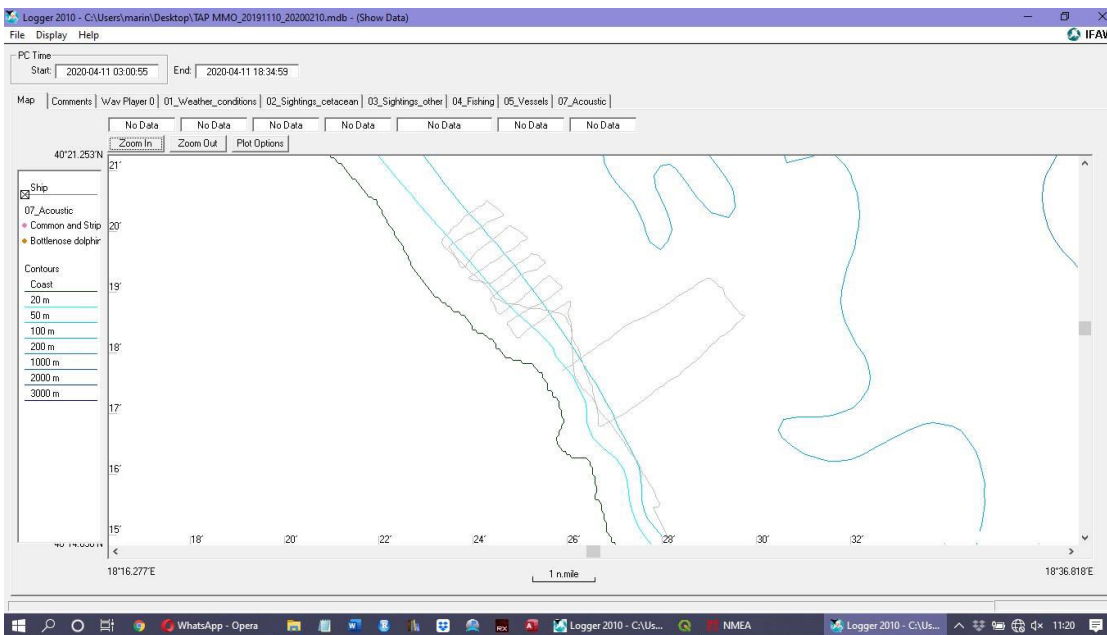 Logger 2010 - C:\Users\marin\Desktop\TAP MMO_20191110_20200210.mdb - (Show Data)
File Display Help
IFAW
PC Time
Start: 2020-04-11 03:00:55 End: 2020-04-11 18:34:59
Map Comments Wav Player 0 01_Weather_conditions 02_Sightings_cetacean 03_Sightings_other 04_Fishing 05_Vessels 07_Acoustic
No Data No Data No Data No Data No Data No Data No Data
Zoom In Zoom Out Plot Options
40°21.253'N
21'
Ship
07_Acoustic
Common and Strip
20'
Bottlenose dolphin
Contours
Coast
19'
20 m
50 m
100 m
200 m
18'
1000 m
2000 m
3000 m
17'
16'
15'
18' 20' 22' 24' 26' 28' 30' 32'
18°16.277'E 1 n.mile 18°36.818'E
WhatsApp - Opera Logger 2010 - C:\Us... NMEA Logger 2010 - C:\Us... 11:20